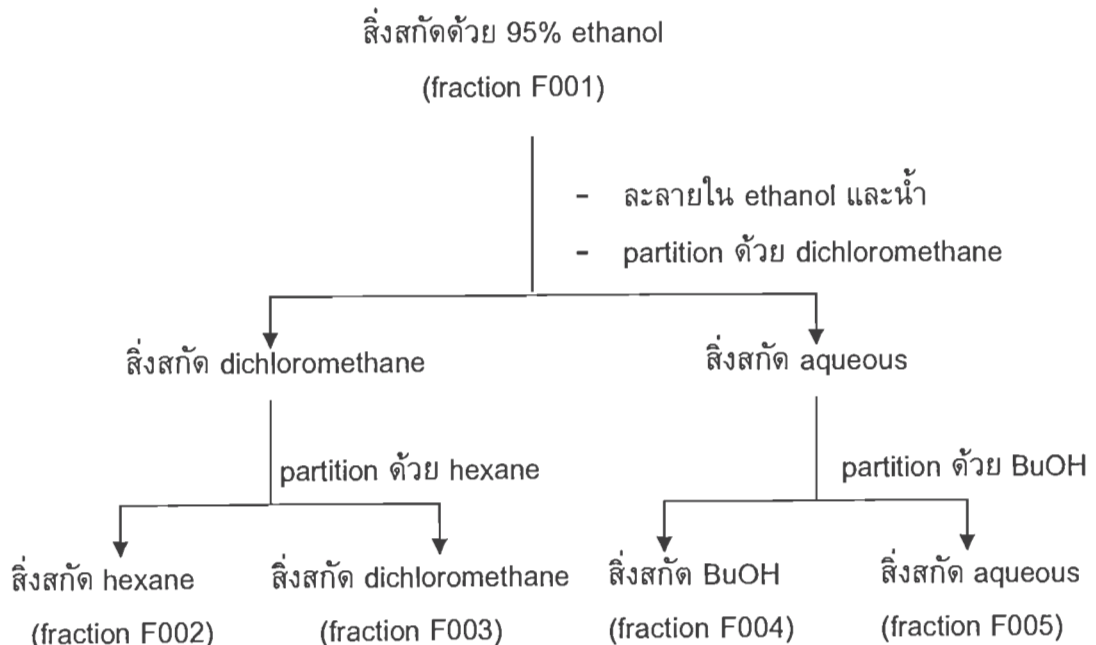 สิ่งสกัดด้วย 95% ethanol
(fraction F001)
- ละลายใน ethanol และน้ำ
- partition ด้วย dichloromethane
สิ่งสกัด dichloromethane
สิ่งสกัด aqueous
partition ด้วย hexane
partition ด้วย BuOH
สิ่งสกัด hexane
(fraction F002)
สิ่งสกัด dichloromethane
(fraction F003)
สิ่งสกัด BuOH
(fraction F004)
สิ่งสกัด aqueous
(fraction F005)